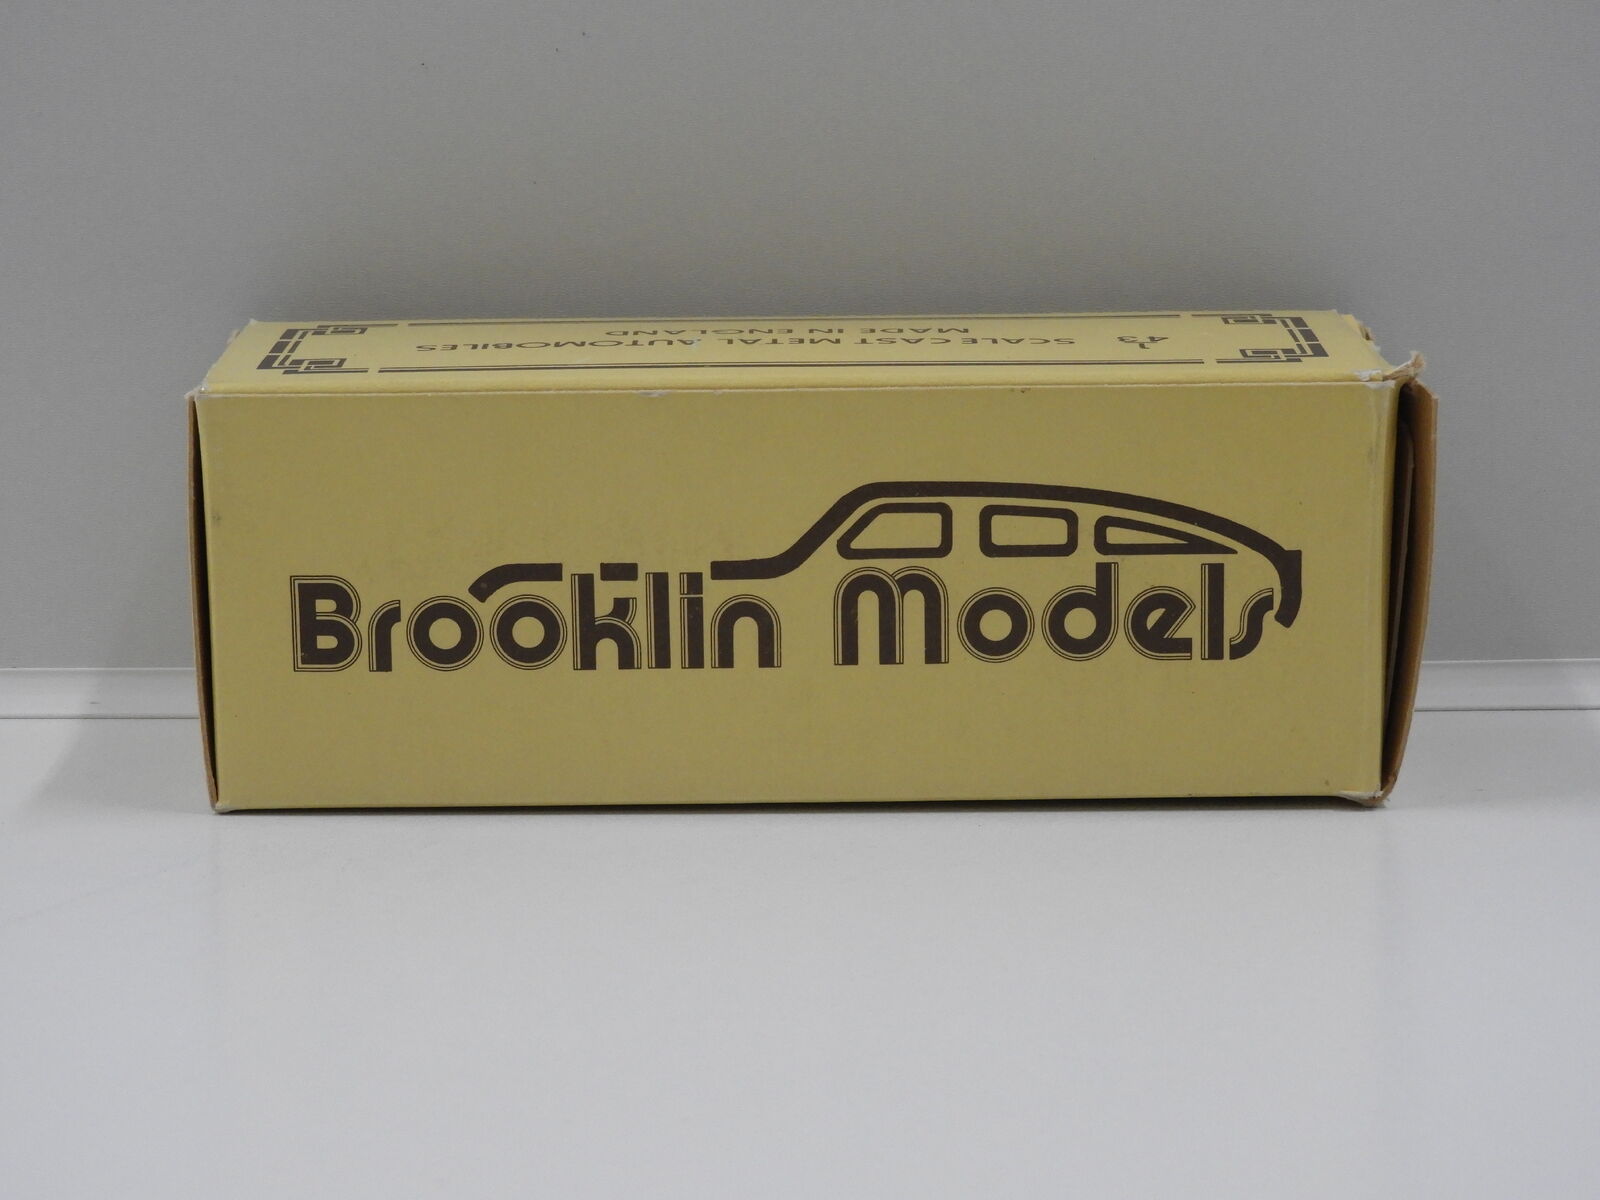 1/43 SCALE CAST METAL AUTOMOBILES
MADE IN ENGLAND
Brooklin Models